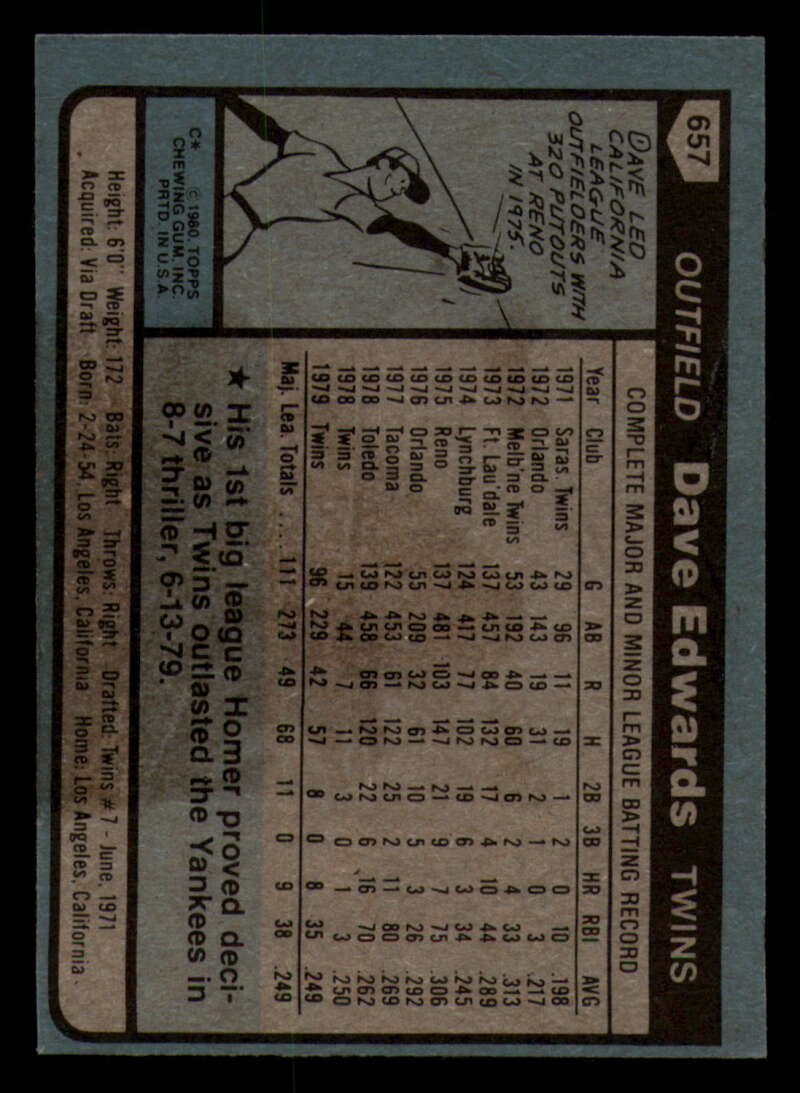 657 OUTFIELD Dave Edwards TWINS
DAVE LED
CALIFORNIA
LEAGUE
OUTFIELDERS WITH
320 PUTOUTS
AT RENO
IN 1975.
C* © 1980, TOPPS
CHEWING GUM, INC.
PRTD. IN U.S.A.
COMPLETE MAJOR AND MINOR LEAGUE BATTING RECORD
Year Club G AB R H 2B 3B HR RBI AVG
1971 Saras. Twins 29 96 11 19 1 2 0 10 .198
1972 Orlando 43 143 19 31 2 1 0 3 .217
1972 Melb'ne Twins 53 192 40 60 6 2 4 33 .313
1973 Ft. Lau'dale 137 457 84 132 17 4 10 44 .289
1974 Lynchburg 124 417 77 102 19 6 3 34 .245
1975 Reno 137 481 103 147 21 9 7 75 .306
1976 Orlando 55 209 32 61 10 5 3 26 .292
1977 Tacoma 122 453 61 122 25 2 11 80 .269
1978 Toledo 139 458 66 120 22 6 16 70 .262
1978 Twins 15 44 7 11 3 0 1 3 .250
1979 Twins 96 229 42 57 8 0 8 35 .249
Maj. Lea. Totals .... 111 273 49 68 11 0 9 38 .249
★ His 1st big league Homer proved deci-
sive as Twins outlasted the Yankees in
8-7 thriller, 6-13-79.
Height: 6'0" Weight: 172 Bats: Right Throws: Right Drafted: Twins #7 - June, 1971
Acquired: Via Draft Born: 2-24-54, Los Angeles, California Home: Los Angeles, California